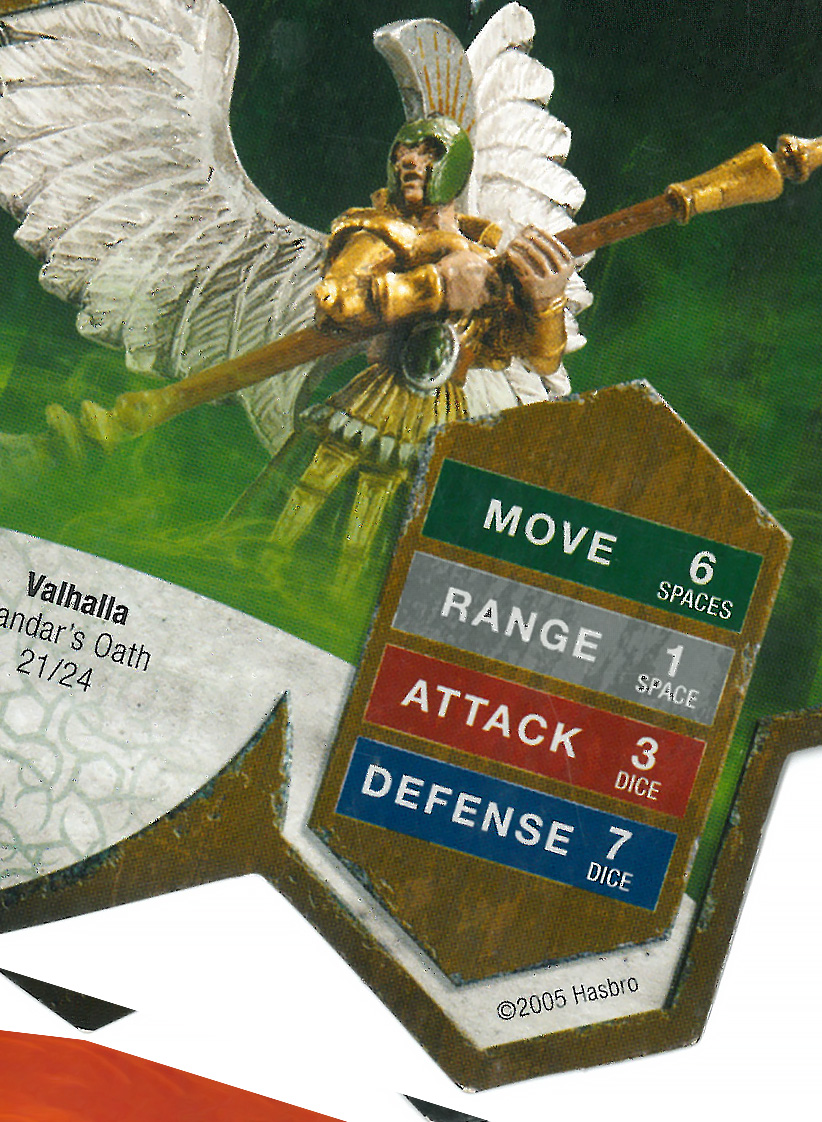 MOVE 6
SPACES
RANGE 1
SPACE
ATTACK 3
DICE
DEFENSE 7
DICE
Valhalla
andar's Oath
21/24
©2005 Hasbro